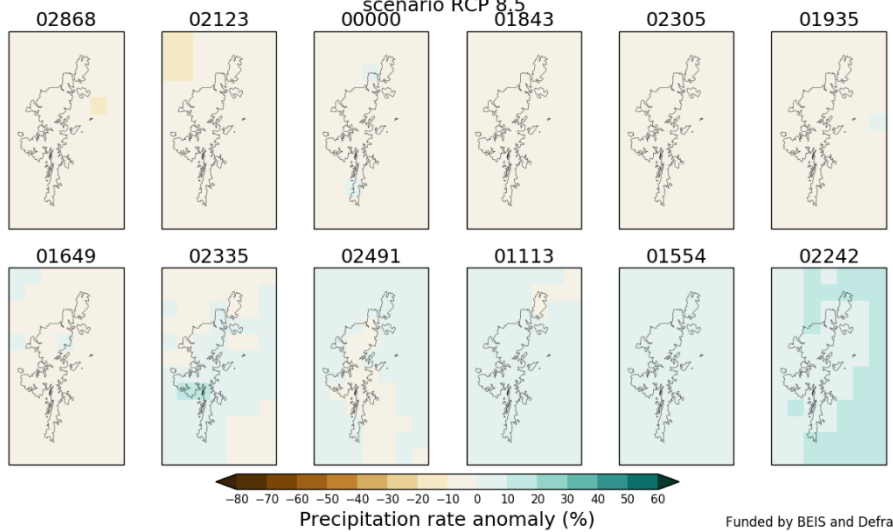 scenario RCP 8.5
02868 02123 00000 01843 02305 01935
01649 02335 02491 01113 01554 02242
−80 −70 −60 −50 −40 −30 −20 −10 0 10 20 30 40 50 60
Precipitation rate anomaly (%)
Funded by BEIS and Defra